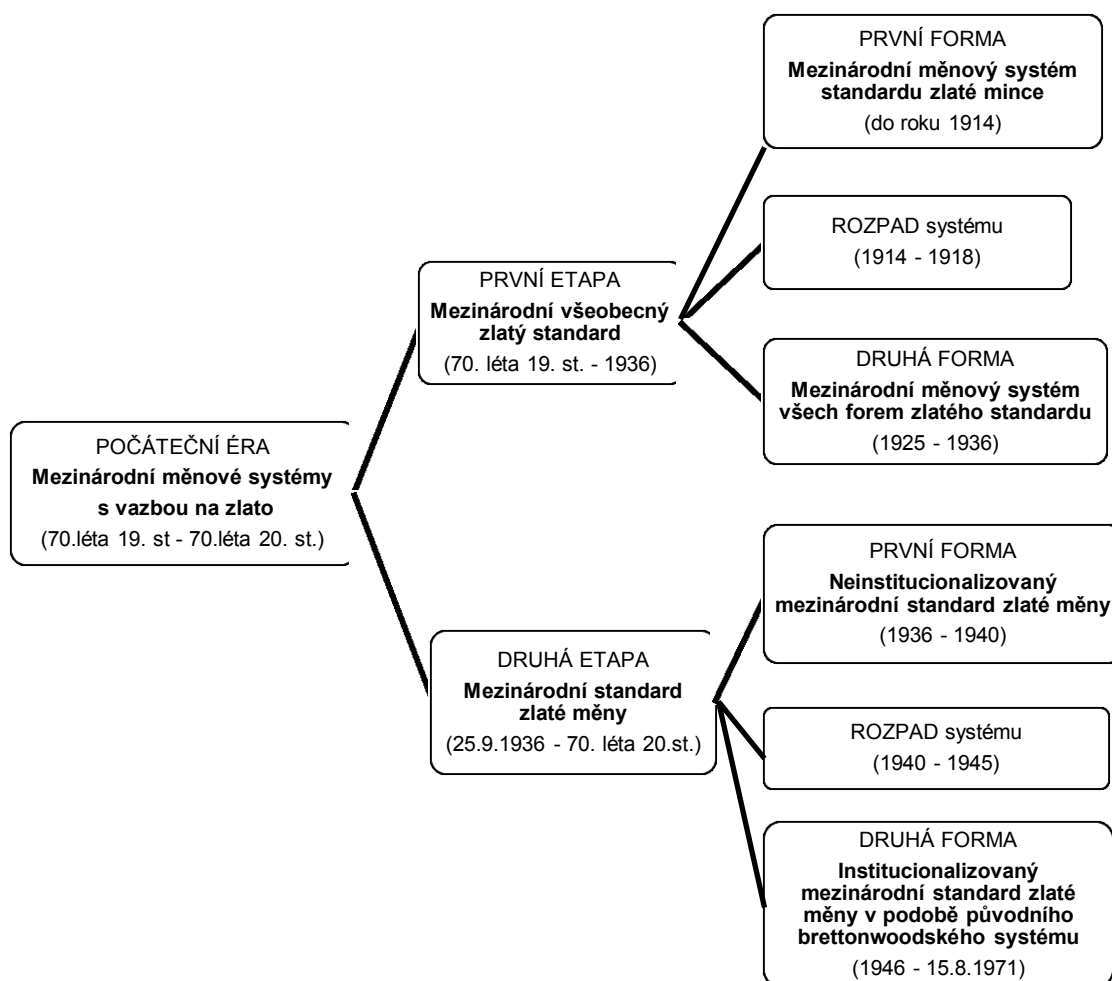 PRVNÍ FORMA
Mezinárodní měnový systém
standardu zlaté mince
(do roku 1914)
ROZPAD systému
(1914 - 1918)
PRVNÍ ETAPA
Mezinárodní všeobecný
zlatý standard
(70. léta 19. st. - 1936)
DRUHÁ FORMA
Mezinárodní měnový systém
všech forem zlatého standardu
(1925 - 1936)
POČÁTEČNÍ ÉRA
Mezinárodní měnové systémy
s vazbou na zlato
(70.léta 19. st - 70.léta 20. st.)
PRVNÍ FORMA
Neinstitucionalizovaný
mezinárodní standard zlaté měny
(1936 - 1940)
DRUHÁ ETAPA
Mezinárodní standard
zlaté měny
(25.9.1936 - 70. léta 20.st.)
ROZPAD systému
(1940 - 1945)
DRUHÁ FORMA
Institucionalizovaný
mezinárodní standard zlaté
měny v podobě původního
brettonwoodského systému
(1946 - 15.8.1971)